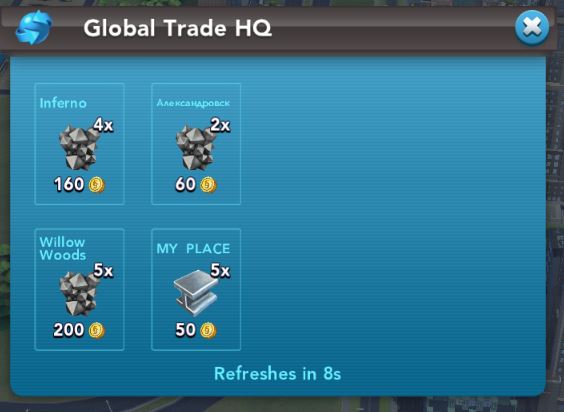 Global Trade HQ
Inferno
4x
160
Александровск
2x
60
Willow
Woods
5x
200
MY PLACE
5x
50
Refreshes in 8s